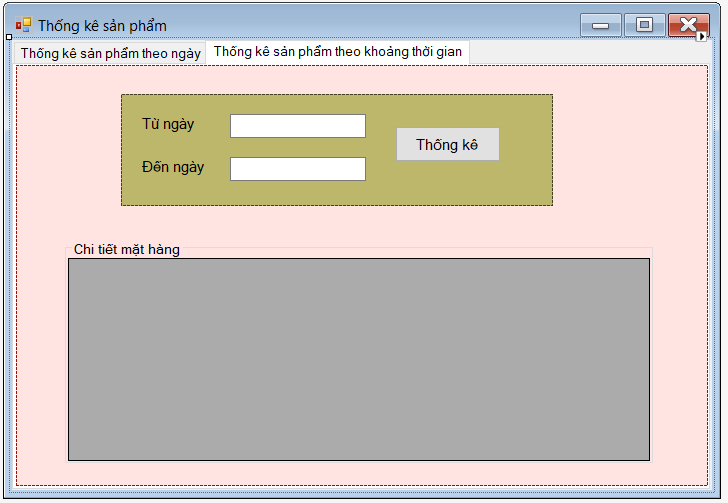 Thống kê sản phẩm
Thống kê sản phẩm theo ngày
Thống kê sản phẩm theo khoảng thời gian
Từ ngày
Thống kê
Đến ngày
Chi tiết mặt hàng